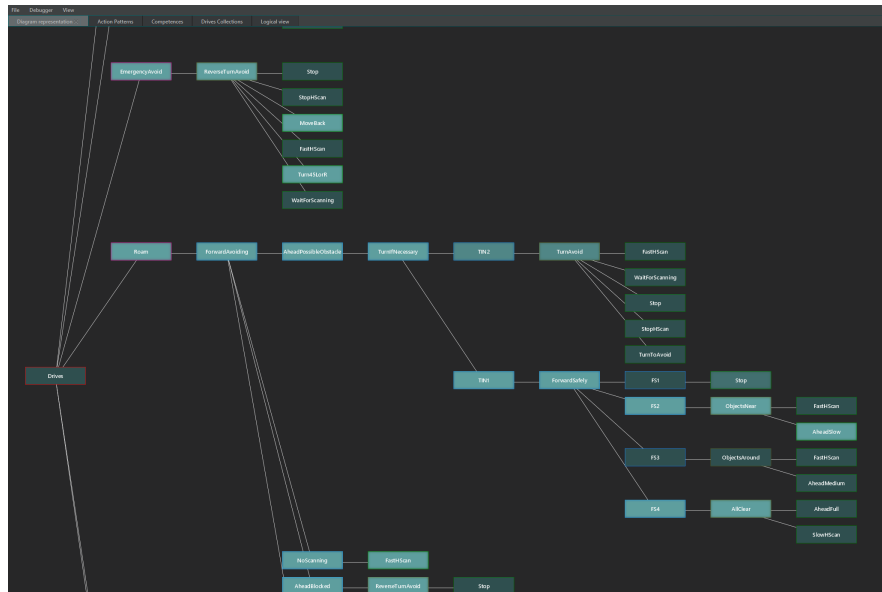 File Debugger View
Diagram representation Action Patterns Competences Drives Collections Logical view
EmergencyAvoid ReverseTurnAvoid Stop
StopHScan
MoveBack
FastHScan
Turn45LorR
WaitForScanning
Roam ForwardAvoiding AheadPossibleObstacle TurnIfNecessary TIN2 TurnAvoid FastHScan
WaitForScanning
Stop
StopHScan
TurnToAvoid
Drives
TIN1 ForwardSafely FS1 Stop
FS2 ObjectsNear FastHScan
AheadSlow
FS3 ObjectsAround FastHScan
AheadMedium
FS4 AllClear AheadFull
SlowHScan
NoScanning FastHScan
AheadBlocked ReverseTurnAvoid Stop